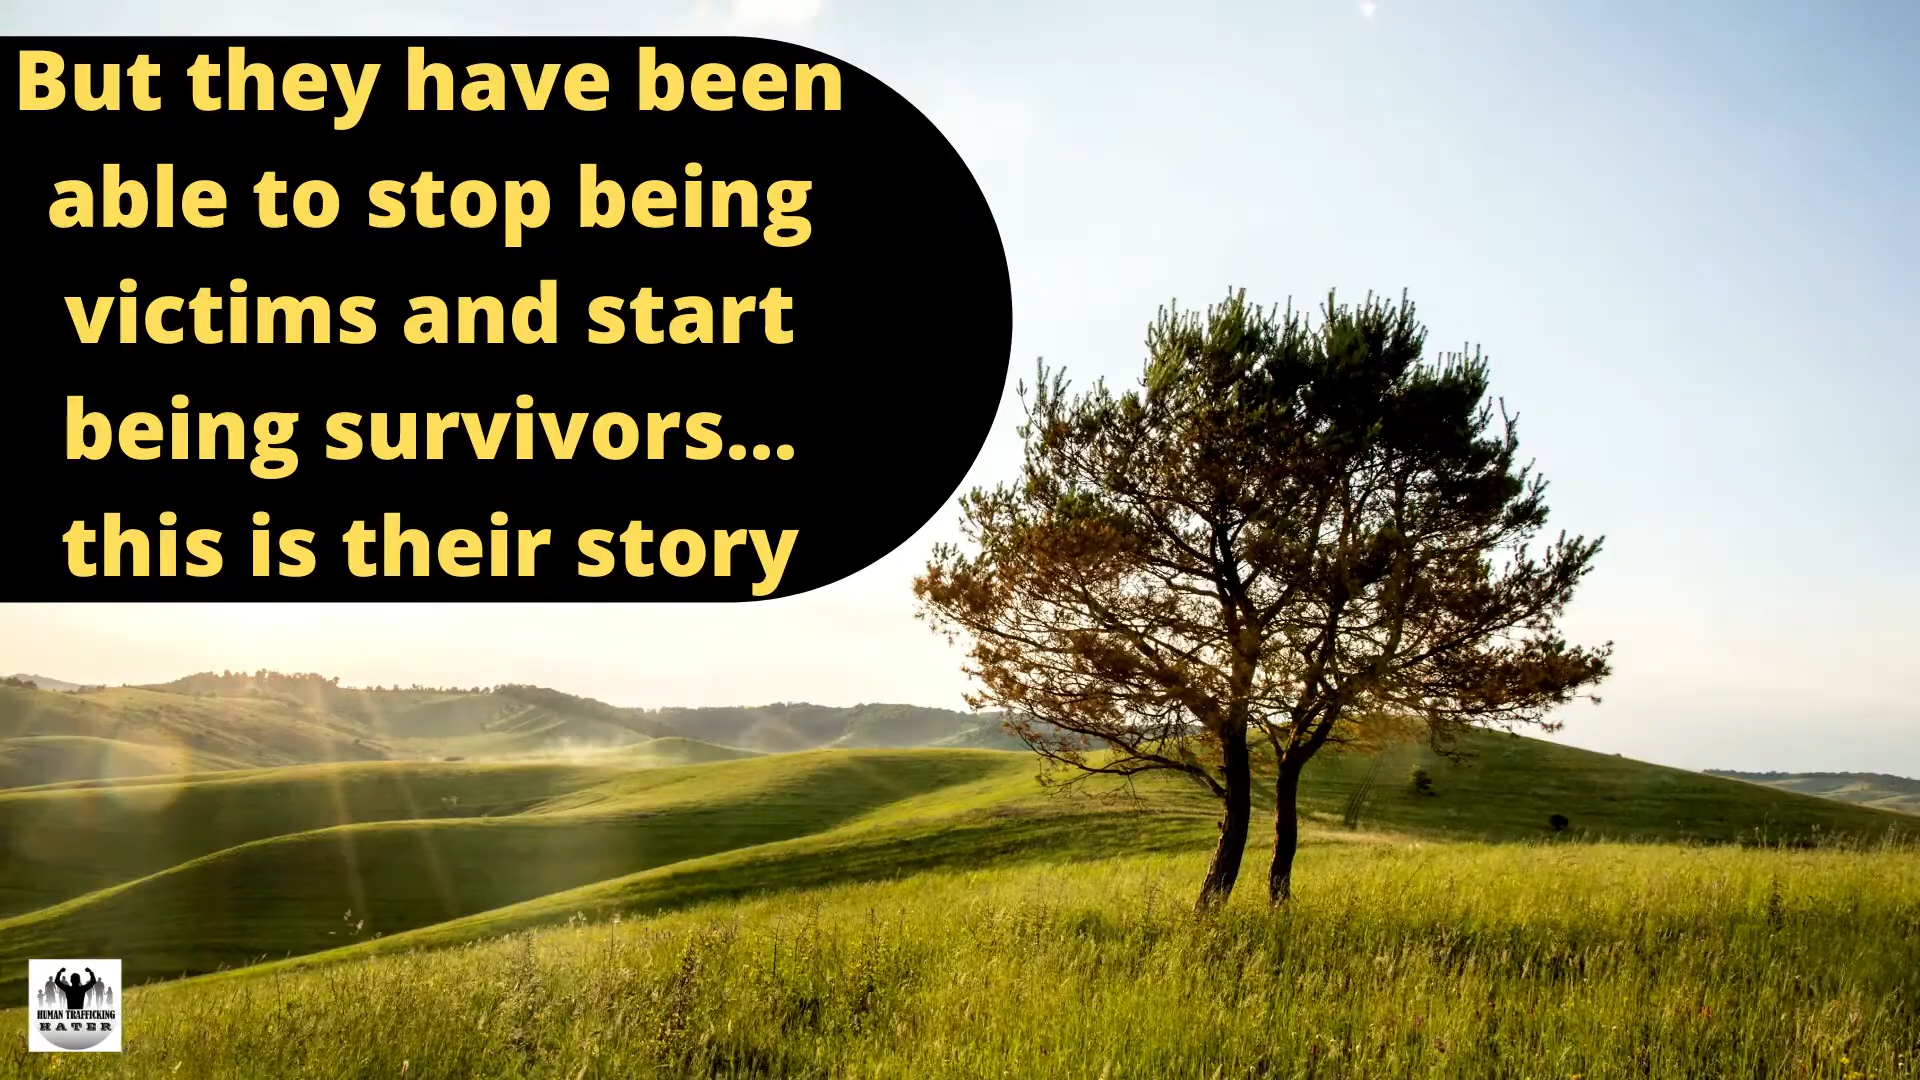 But they have been
able to stop being
victims and start
being survivors...
this is their story
HUMAN TRAFFICKING
HATER